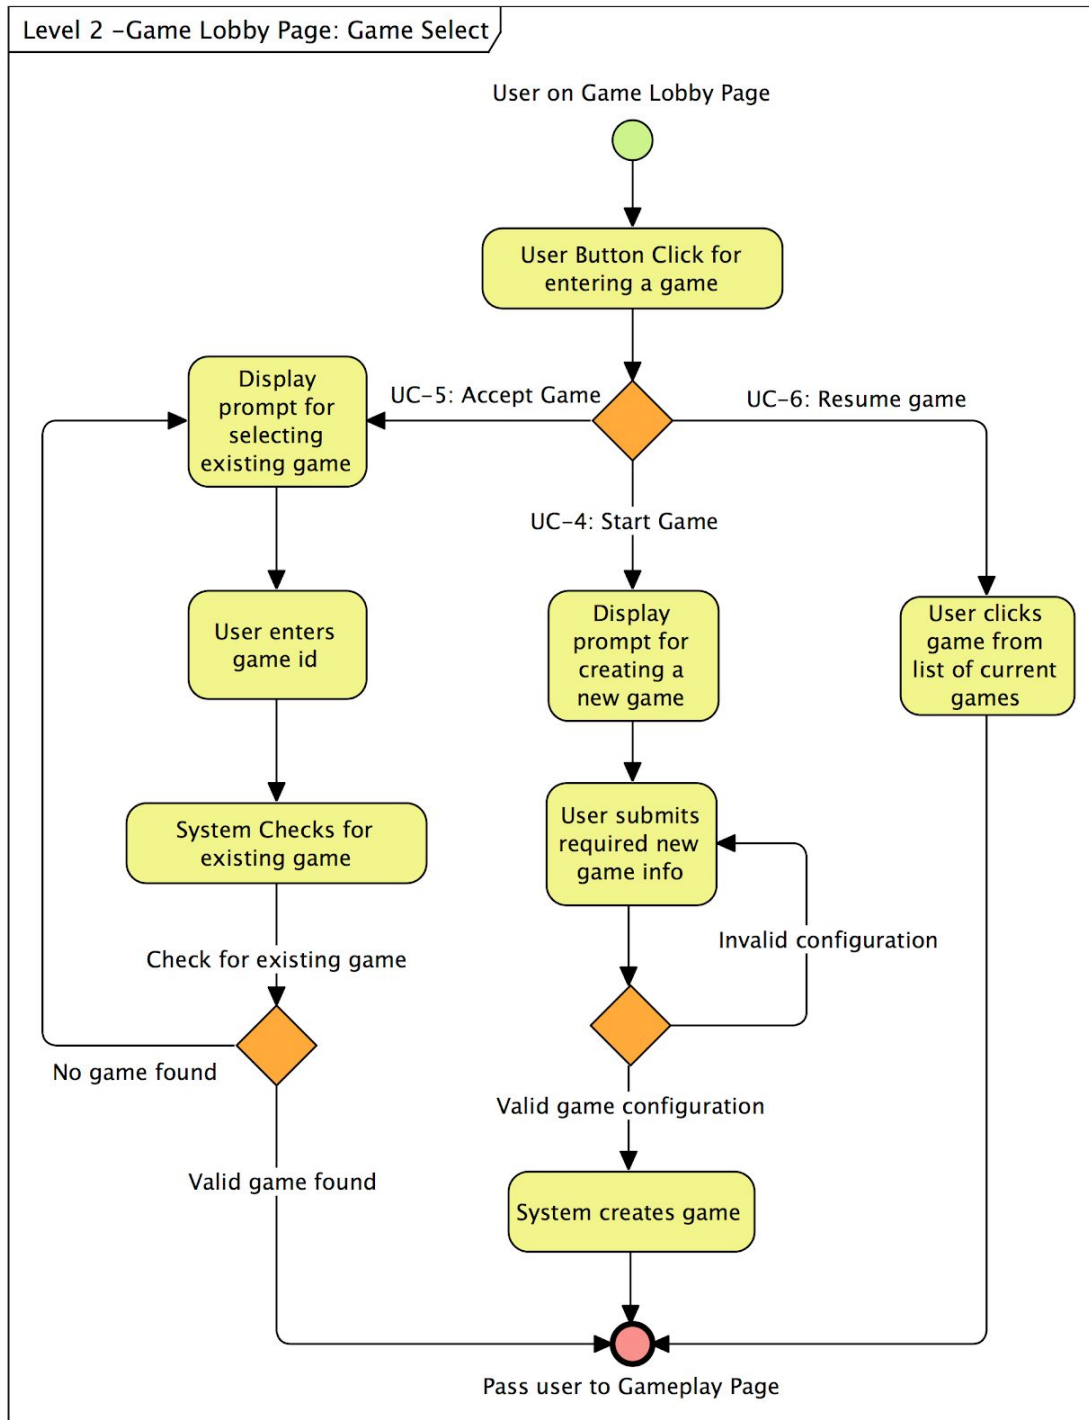 Level 2 -Game Lobby Page: Game Select
User on Game Lobby Page
User Button Click for
entering a game
UC-5: Accept Game
UC-6: Resume game
UC-4: Start Game
Display
prompt for
selecting
existing game
User enters
game id
System Checks for
existing game
Check for existing game
No game found
Valid game found
Display
prompt for
creating a
new game
User submits
required new
game info
Invalid configuration
Valid game configuration
System creates game
User clicks
game from
list of current
games
Pass user to Gameplay Page